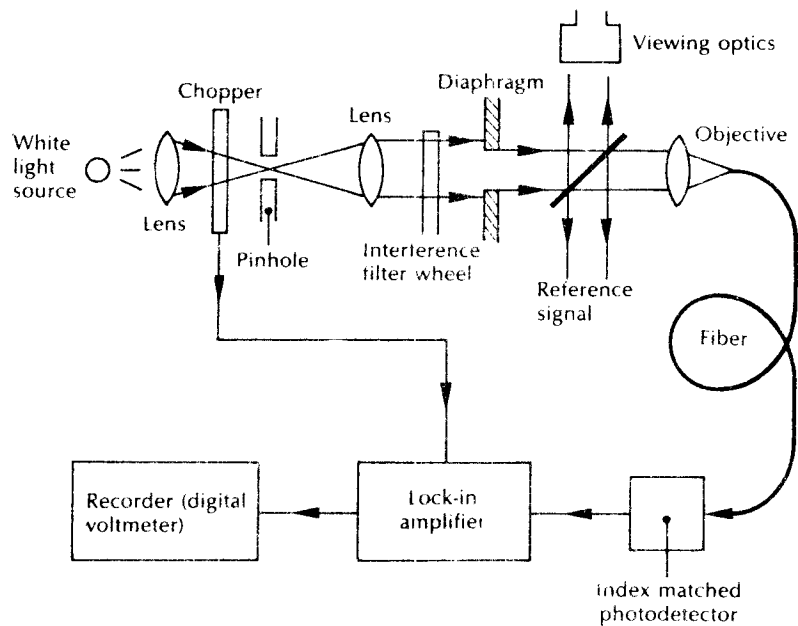 Viewing optics
Diaphragm
Chopper
Lens
White
light
source
Objective
Lens
Pinhole
Interference
filter wheel
Reference
signal
Fiber
Recorder (digital
voltmeter)
Lock-in
amplifier
Index matched
photodetector